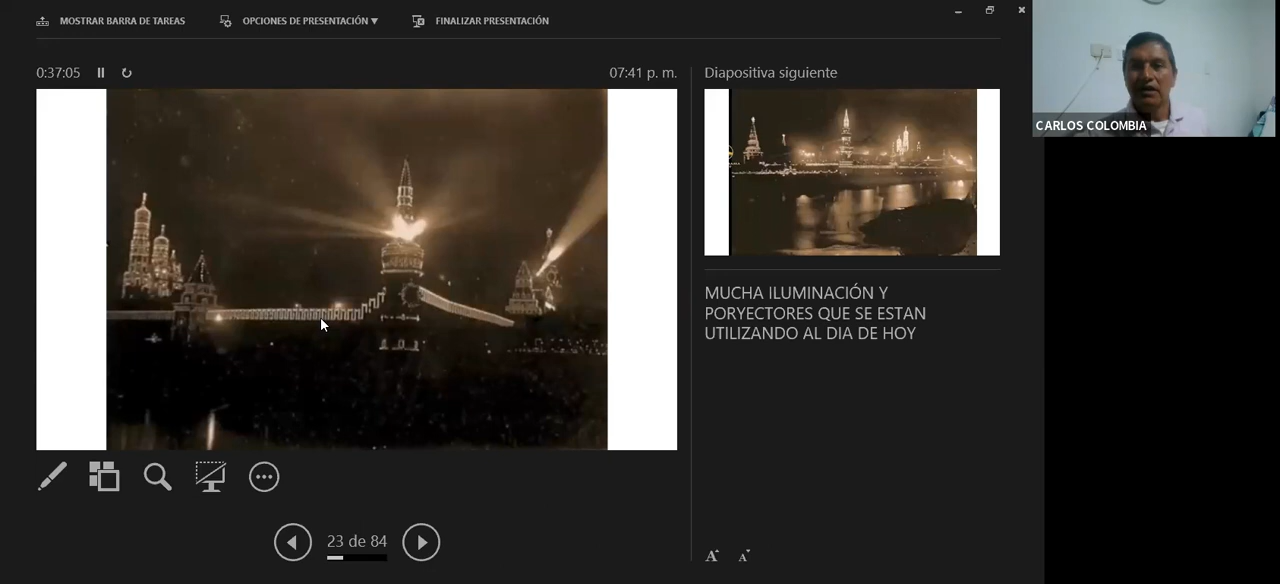 MOSTRAR BARRA DE TAREAS
OPCIONES DE PRESENTACIÓN ▼
FINALIZAR PRESENTACIÓN
0:37:05
07:41 p. m.
Diapositiva siguiente
CARLOS COLOMBIA
MUCHA ILUMINACIÓN Y
PORYECTORES QUE SE ESTAN
UTILIZANDO AL DIA DE HOY
23 de 84
A A